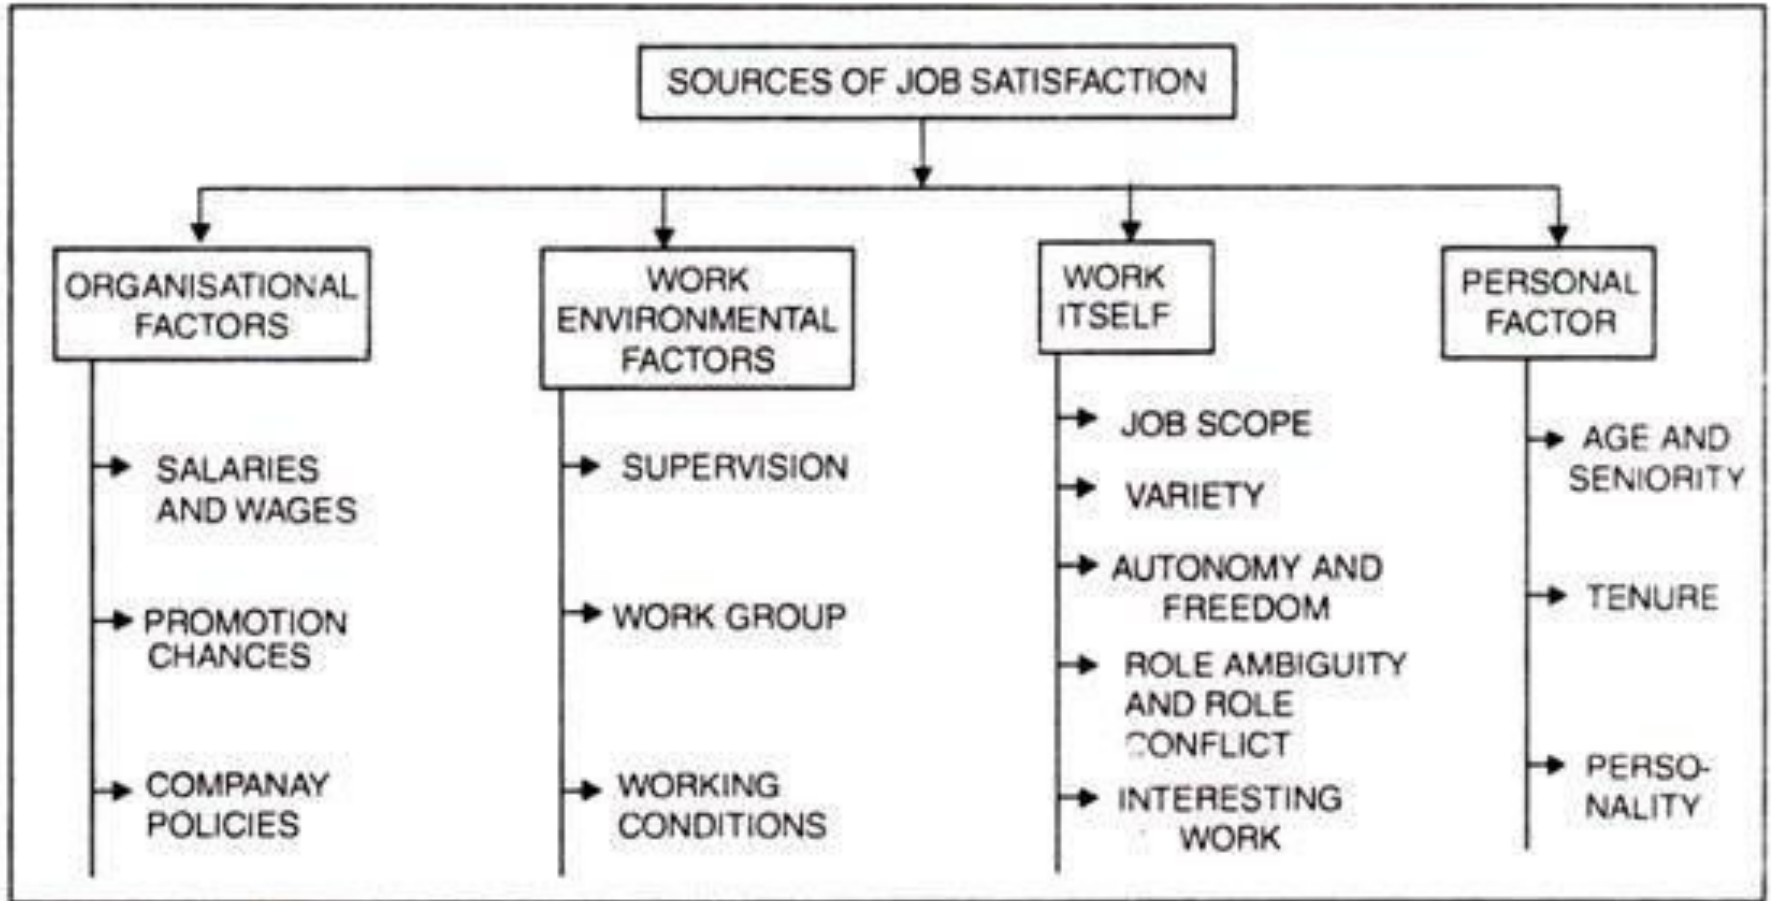 SOURCES OF JOB SATISFACTION
ORGANISATIONAL
FACTORS
SALARIES
AND WAGES
PROMOTION
CHANCES
COMPANAY
POLICIES
WORK
ENVIRONMENTAL
FACTORS
SUPERVISION
WORK GROUP
WORKING
CONDITIONS
WORK
ITSELF
JOB SCOPE
VARIETY
AUTONOMY AND
FREEDOM
ROLE AMBIGUITY
AND ROLE
CONFLICT
INTERESTING
WORK
PERSONAL
FACTOR
AGE AND
SENIORITY
TENURE
PERSO-
NALITY